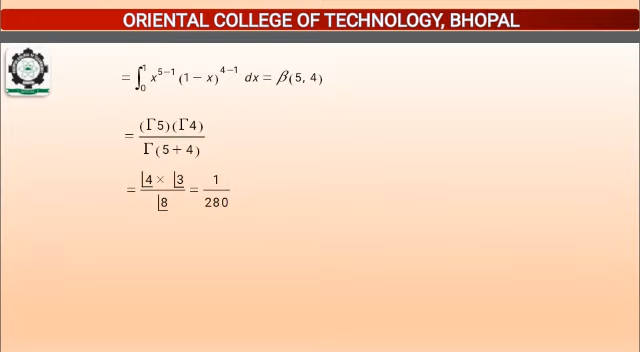 ORIENTAL COLLEGE OF TECHNOLOGY, BHOPAL
= ∫₀¹ x⁵⁻¹ (1 − x)⁴⁻¹ dx = β(5, 4)
= (Γ5)(Γ4) / Γ(5 + 4)
= ⌊4 × ⌊3 / ⌊8 = 1 / 280